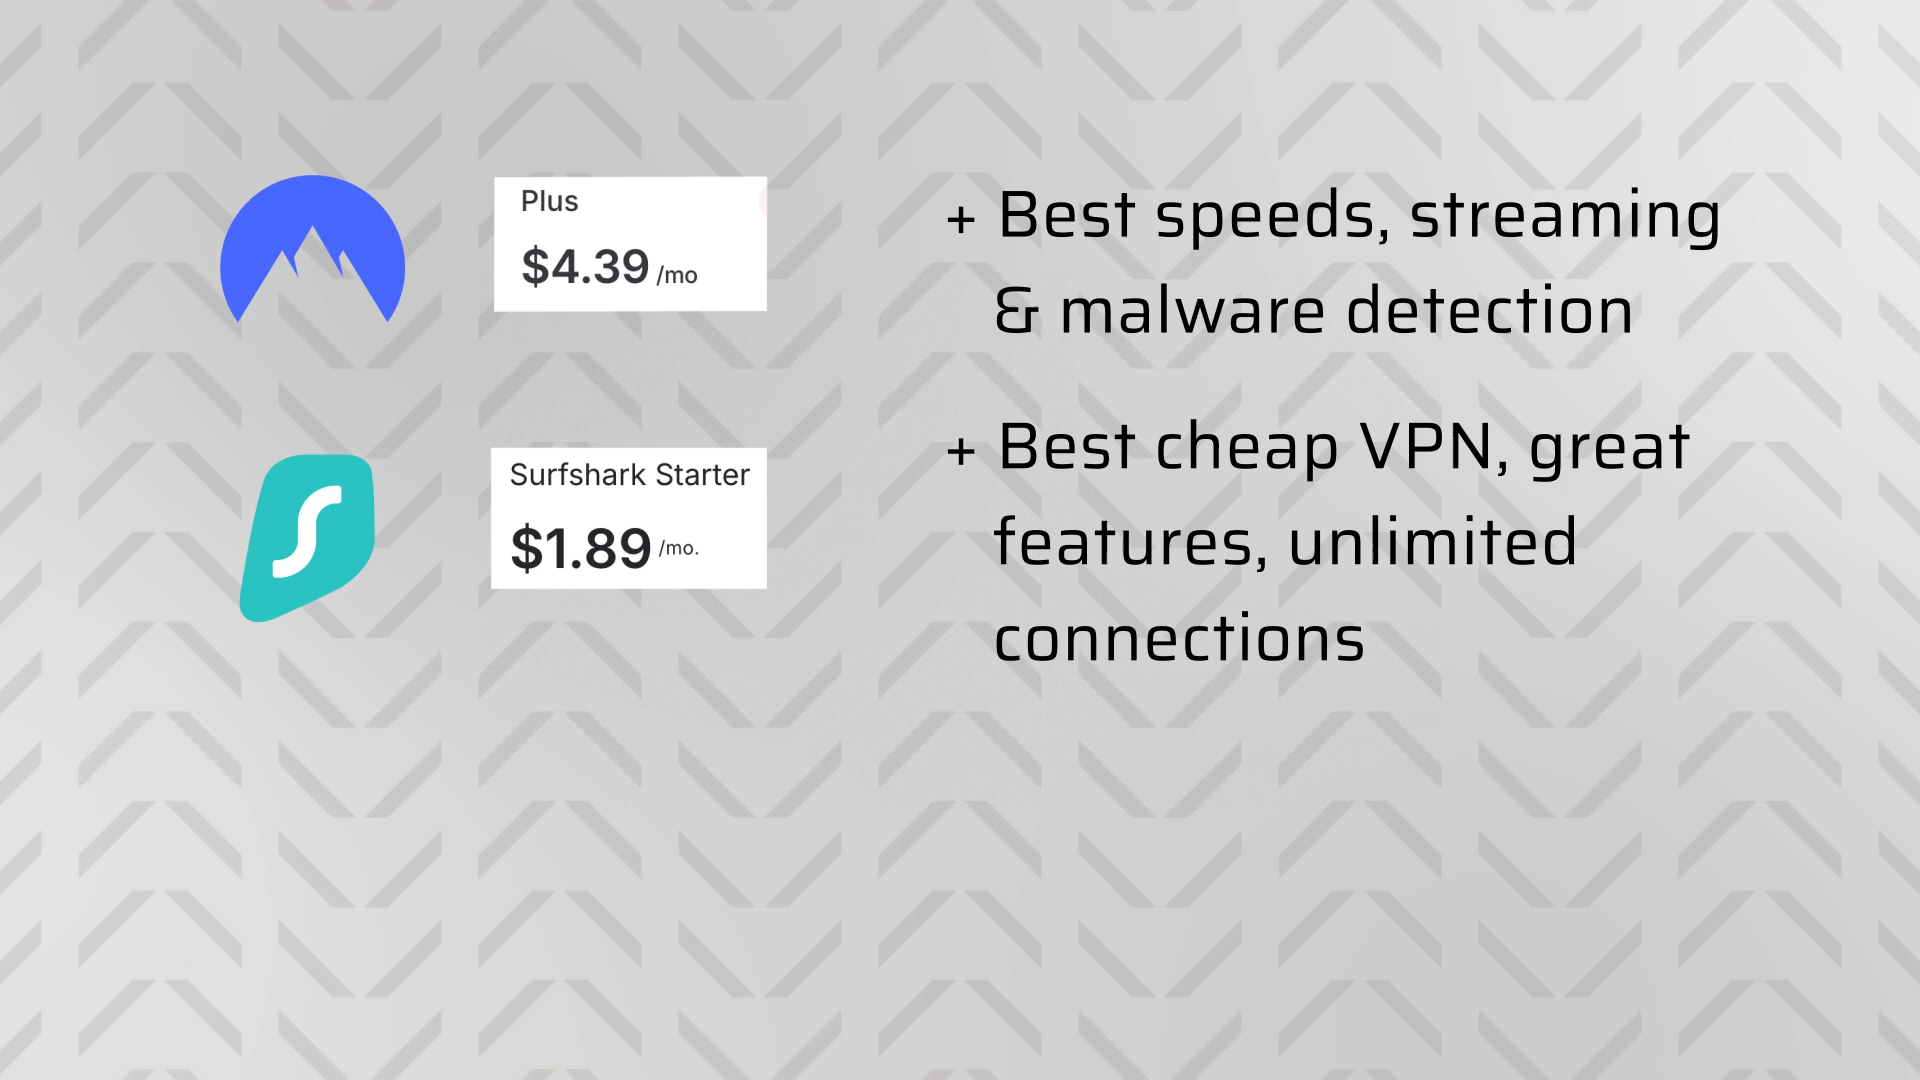 Plus
$4.39 /mo
+ Best speeds, streaming
& malware detection
Surfshark Starter
$1.89 /mo.
+ Best cheap VPN, great
features, unlimited
connections